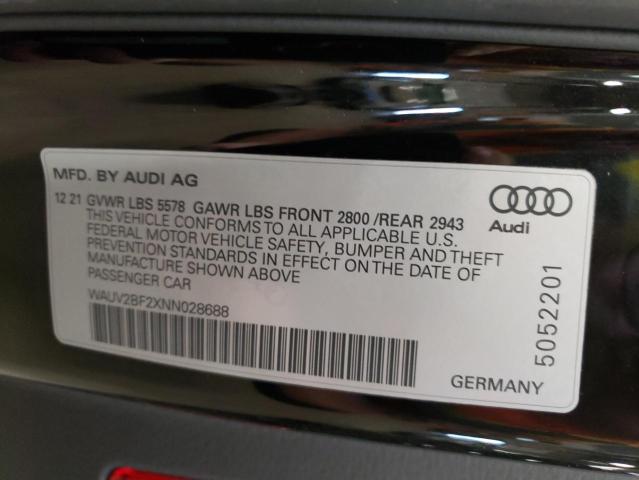 MFD. BY AUDI AG
12 21 GVWR LBS 5578 GAWR LBS FRONT 2800 /REAR 2943
THIS VEHICLE CONFORMS TO ALL APPLICABLE U.S.
FEDERAL MOTOR VEHICLE SAFETY, BUMPER AND THEFT
PREVENTION STANDARDS IN EFFECT ON THE DATE OF
MANUFACTURE SHOWN ABOVE
PASSENGER CAR
WAUV2BF2XNN028688
Audi
5052201
GERMANY